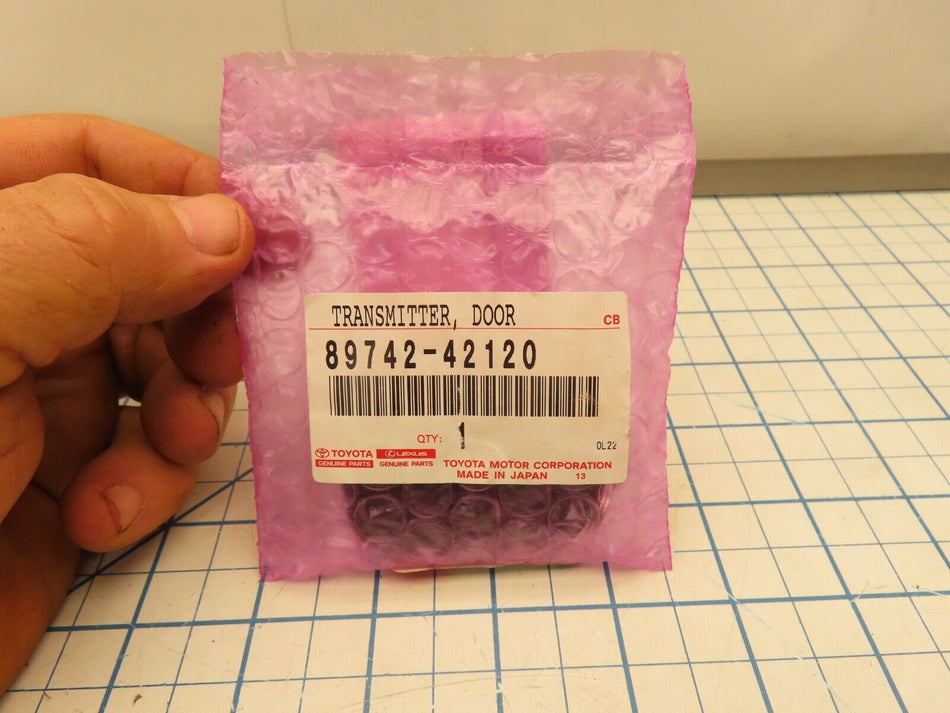 TRANSMITTER, DOOR
CB
89742-42120
QTY: 1
0L22
TOYOTA LEXUS
GENUINE PARTS GENUINE PARTS TOYOTA MOTOR CORPORATION
MADE IN JAPAN 13